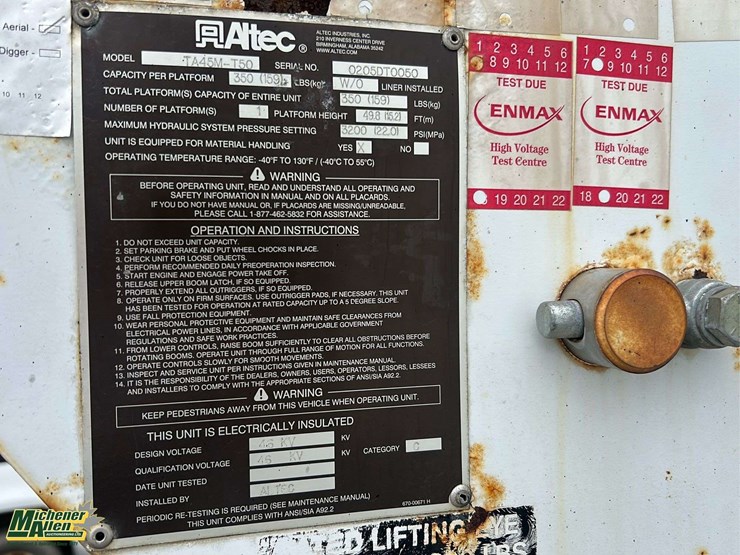 Aerial -
Digger -
10 11 12
Altec ®
ALTEC INDUSTRIES, INC.
210 INVERNESS CENTER DRIVE
BIRMINGHAM, ALABAMA 35242
WWW.ALTEC.COM
MODEL TA45M-T50 SERIAL NO. 0205DT0050
CAPACITY PER PLATFORM 350 (159) LBS(kg) W/O LINER INSTALLED
TOTAL PLATFORM(S) CAPACITY OF ENTIRE UNIT 350 (159) LBS(kg)
NUMBER OF PLATFORM(S) 1 PLATFORM HEIGHT 49.8 (15.2) FT(m)
MAXIMUM HYDRAULIC SYSTEM PRESSURE SETTING 3200 (22.0) PSI(MPa)
UNIT IS EQUIPPED FOR MATERIAL HANDLING YES X NO
OPERATING TEMPERATURE RANGE: -40°F TO 130°F / (-40°C TO 55°C)
WARNING
BEFORE OPERATING UNIT, READ AND UNDERSTAND ALL OPERATING AND
SAFETY INFORMATION IN MANUAL AND ON ALL PLACARDS.
IF YOU DO NOT HAVE MANUAL OR, IF PLACARDS ARE MISSING/UNREADABLE,
PLEASE CALL 1-877-462-5832 FOR ASSISTANCE.
OPERATION AND INSTRUCTIONS
1. DO NOT EXCEED UNIT CAPACITY.
2. SET PARKING BRAKE AND PUT WHEEL CHOCKS IN PLACE.
3. CHECK UNIT FOR LOOSE OBJECTS.
4. PERFORM RECOMMENDED DAILY PREOPERATION INSPECTION.
5. START ENGINE AND ENGAGE POWER TAKE OFF.
6. RELEASE UPPER BOOM LATCH, IF SO EQUIPPED.
7. PROPERLY EXTEND ALL OUTRIGGERS, IF SO EQUIPPED.
8. OPERATE ONLY ON FIRM SURFACES. USE OUTRIGGER PADS, IF NECESSARY, THIS UNIT
HAS BEEN TESTED FOR OPERATION AT RATED CAPACITY UP TO A 5 DEGREE SLOPE.
9. USE FALL PROTECTION EQUIPMENT.
10. WEAR PERSONAL PROTECTIVE EQUIPMENT AND MAINTAIN SAFE CLEARANCES FROM
ELECTRICAL POWER LINES, IN ACCORDANCE WITH APPLICABLE GOVERNMENT
REGULATIONS AND SAFE WORK PRACTICES.
11. FROM LOWER CONTROLS, RAISE BOOM SUFFICIENTLY TO CLEAR ALL OBSTRUCTIONS BEFORE
ROTATING BOOMS. OPERATE UNIT THROUGH FULL RANGE OF MOTION FOR ALL FUNCTIONS.
12. OPERATE CONTROLS SLOWLY FOR SMOOTH MOVEMENTS.
13. INSPECT AND SERVICE UNIT PER INSTRUCTIONS GIVEN IN MAINTENANCE MANUAL.
14. IT IS THE RESPONSIBILITY OF THE DEALERS, OWNERS, USERS, OPERATORS, LESSORS, LESSEES
AND INSTALLERS TO COMPLY WITH THE APPROPRIATE SECTIONS OF ANSI/SIA A92.2.
WARNING
KEEP PEDESTRIANS AWAY FROM THIS VEHICLE WHEN OPERATING UNIT.
THIS UNIT IS ELECTRICALLY INSULATED
DESIGN VOLTAGE 46 KV KV CATEGORY C
QUALIFICATION VOLTAGE 46 KV KV
DATE UNIT TESTED
INSTALLED BY ALTEC
PERIODIC RE-TESTING IS REQUIRED (SEE MAINTENANCE MANUAL)
THIS UNIT COMPLIES WITH ANSI/SIA A92.2
670-00671 H
1 2 3 4 5 6
8 9 10 11 12
TEST DUE
ENMAX
High Voltage
Test Centre
19 20 21 22
1 2 3 4 5 6
7 9 10 11 12
TEST DUE
ENMAX
High Voltage
Test Centre
18 20 21 22
LIFTING EYE
LBS
Michener
Allen
AUCTIONEERING LTD.